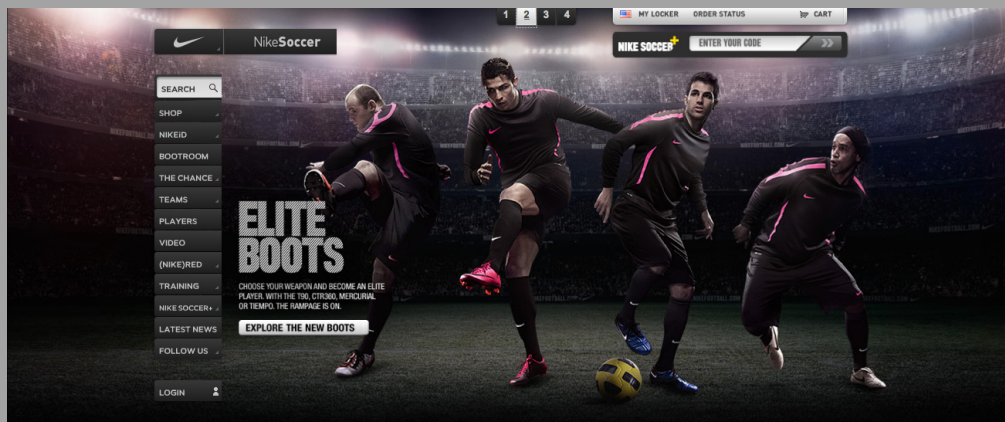 1 2 3 4
MY LOCKER ORDER STATUS CART
NikeSoccer
NIKE SOCCER+ ENTER YOUR CODE
SEARCH
SHOP
NIKEiD
BOOTROOM
THE CHANCE
TEAMS
PLAYERS
VIDEO
(NIKE)RED
TRAINING
NIKE SOCCER+
LATEST NEWS
FOLLOW US
LOGIN
ELITE
BOOTS
CHOOSE YOUR WEAPON AND BECOME AN ELITE
PLAYER. WITH THE T90, CTR360, MERCURIAL
OR TIEMPO. THE RAMPAGE IS ON.
EXPLORE THE NEW BOOTS